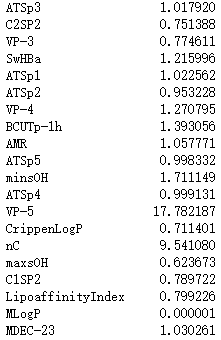 ATSp3 1.017920
C2SP2 0.751388
VP-3 0.774611
SwHBa 1.215996
ATSp1 1.022562
ATSp2 0.953228
VP-4 1.270795
BCUTp-1h 1.393056
AMR 1.057771
ATSp5 0.998332
minsOH 1.711149
ATSp4 0.999131
VP-5 17.782187
CrippenLogP 0.711401
nC 9.541080
maxsOH 0.623673
C1SP2 0.789722
LipoaffinityIndex 0.799226
MLogP 0.000001
MDEC-23 1.030261